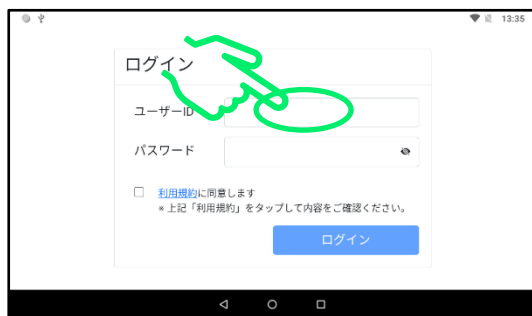 13:35
ログイン
ユーザーID
パスワード
利用規約に同意します
※上記「利用規約」をタップして内容をご確認ください。
ログイン